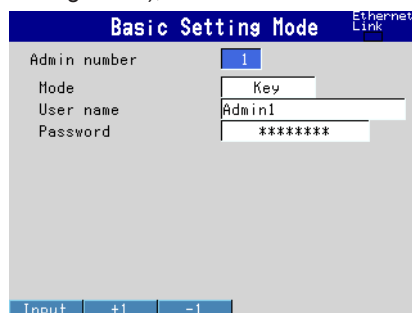 Basic Setting Mode
Ethernet
Link
Admin number 1
Mode Key
User name Admin1
Password ********
Input +1 -1